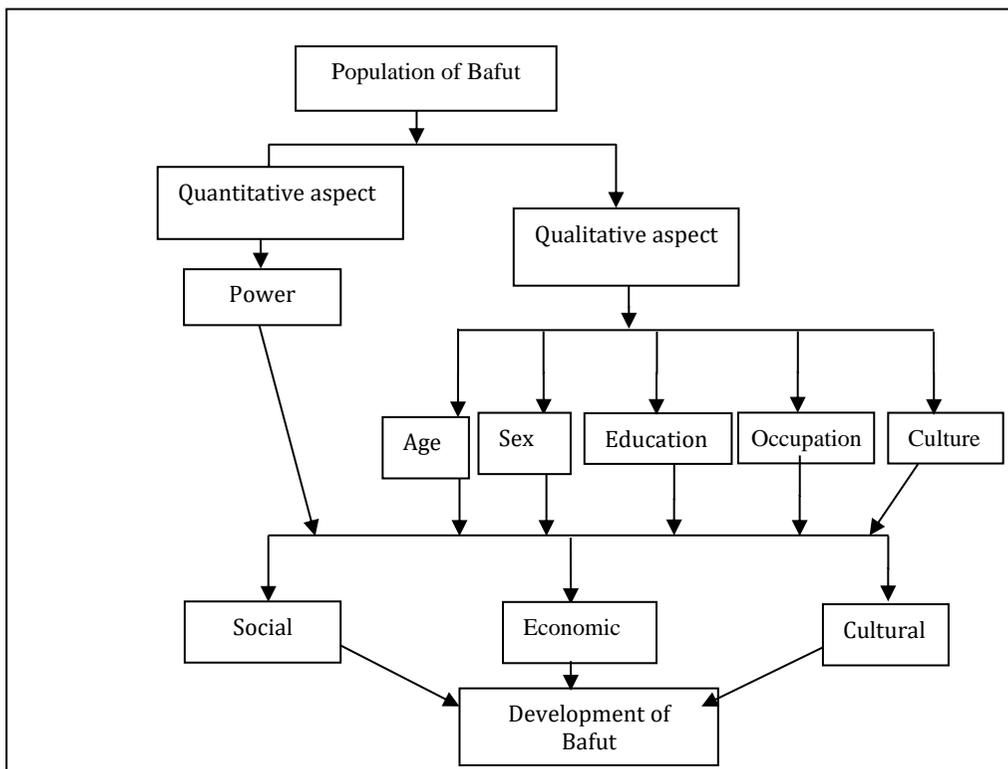 Population of Bafut
Quantitative aspect
Qualitative aspect
Power
Age
Sex
Education
Occupation
Culture
Social
Economic
Cultural
Development of
Bafut